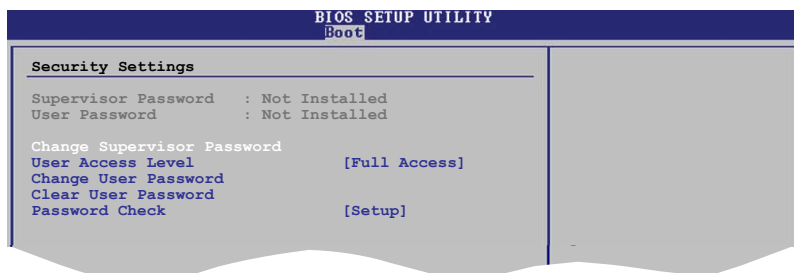 BIOS SETUP UTILITY
Boot
Security Settings
Supervisor Password : Not Installed
User Password : Not Installed
Change Supervisor Password
User Access Level [Full Access]
Change User Password
Clear User Password
Password Check [Setup]